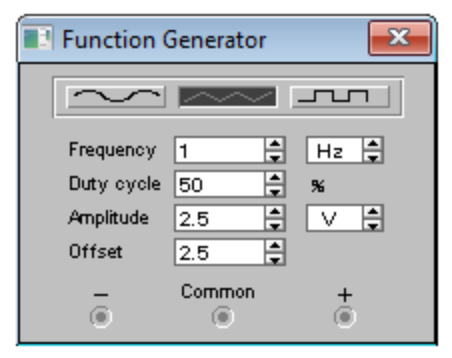 Function Generator
Frequency 1 Hz
Duty cycle 50 %
Amplitude 2.5 V
Offset 2.5
− Common +